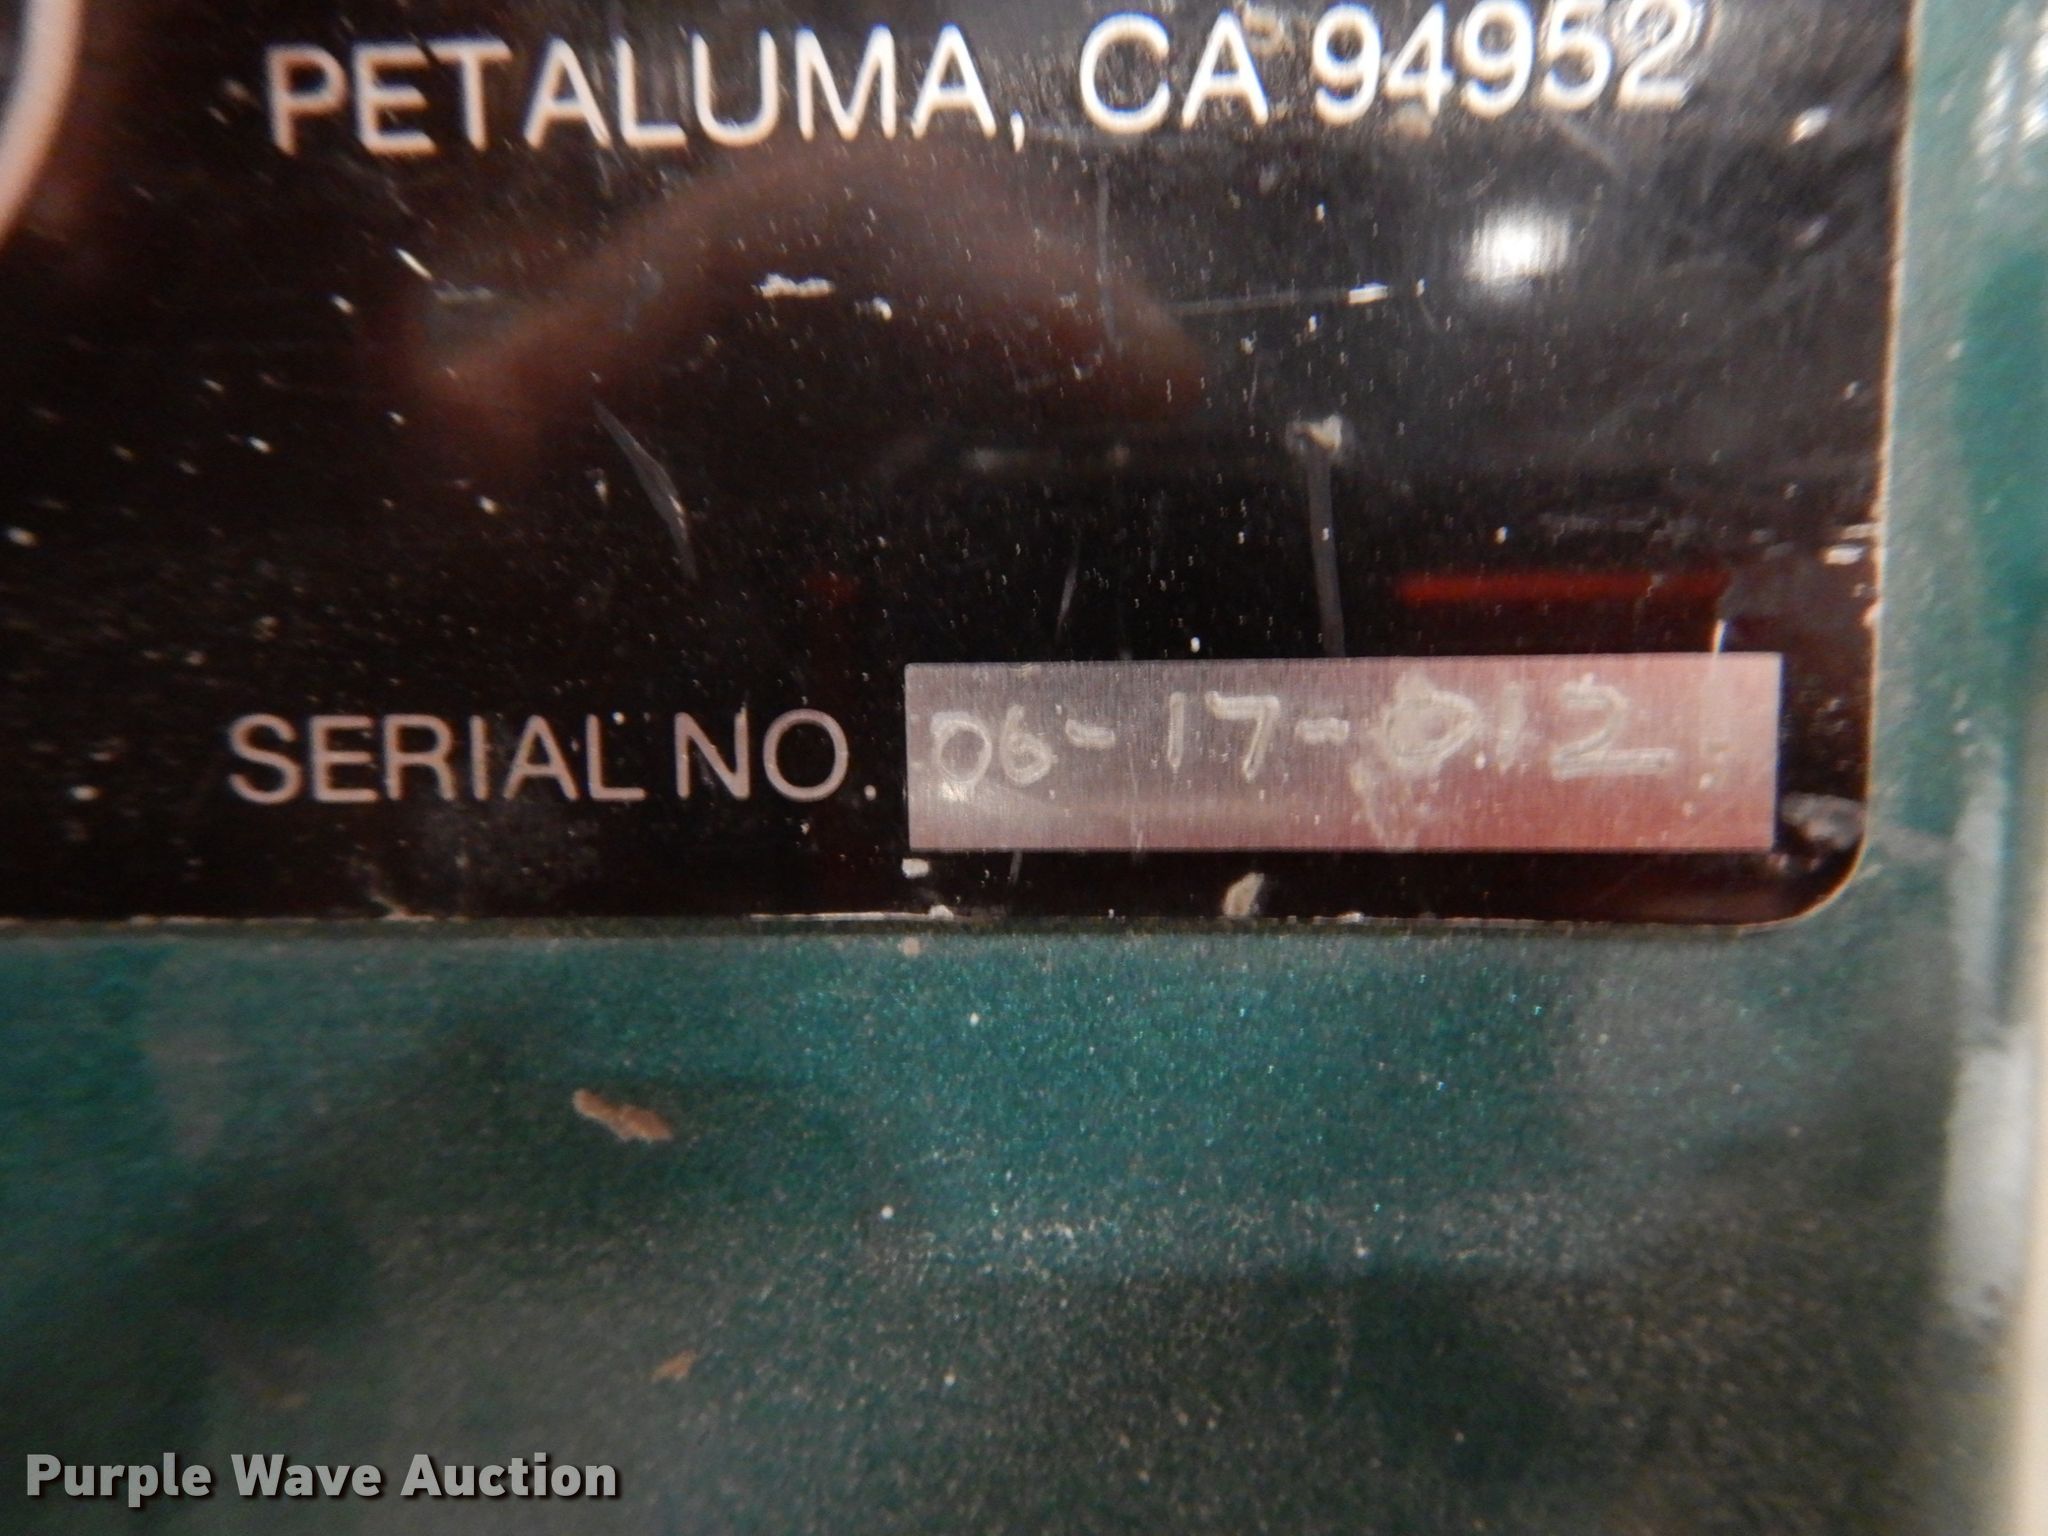 PETALUMA, CA 94952
SERIAL NO. 06-17-012
Purple Wave Auction